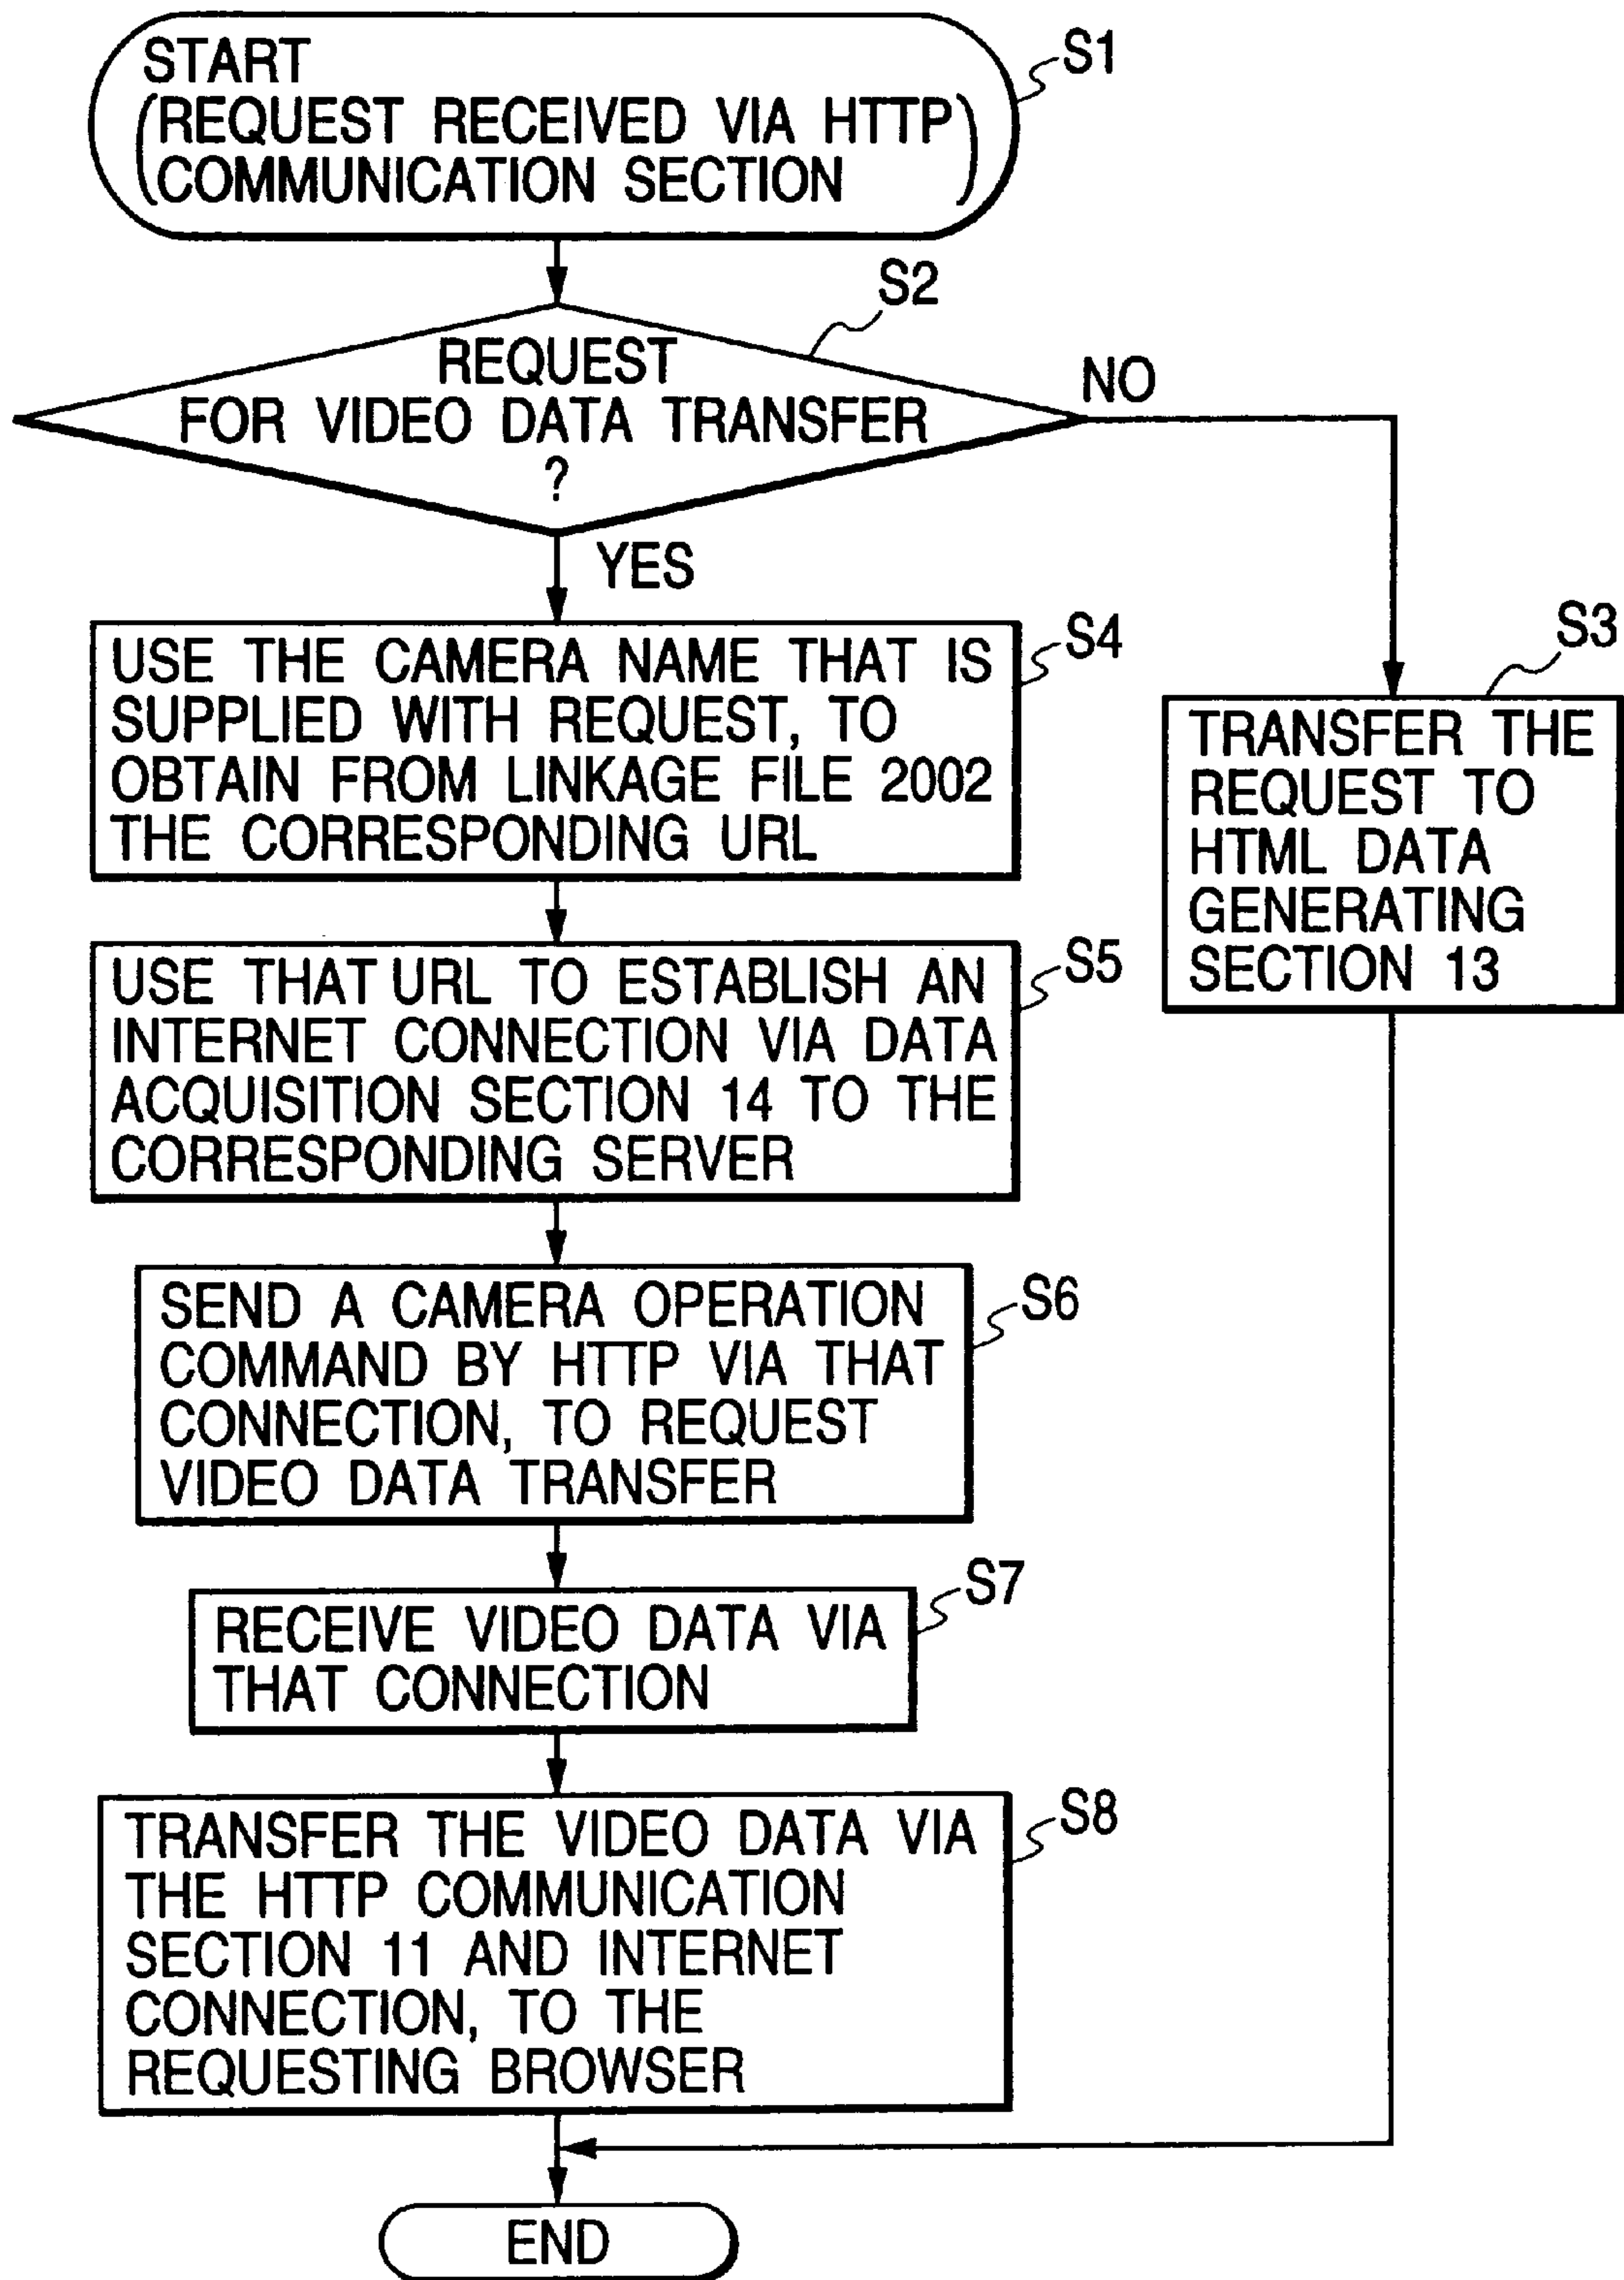 START
(REQUEST RECEIVED VIA HTTP
COMMUNICATION SECTION)
S1
S2
REQUEST
FOR VIDEO DATA TRANSFER
?
NO
YES
S4
USE THE CAMERA NAME THAT IS
SUPPLIED WITH REQUEST, TO
OBTAIN FROM LINKAGE FILE 2002
THE CORRESPONDING URL
S3
TRANSFER THE
REQUEST TO
HTML DATA
GENERATING
SECTION 13
S5
USE THAT URL TO ESTABLISH AN
INTERNET CONNECTION VIA DATA
ACQUISITION SECTION 14 TO THE
CORRESPONDING SERVER
S6
SEND A CAMERA OPERATION
COMMAND BY HTTP VIA THAT
CONNECTION, TO REQUEST
VIDEO DATA TRANSFER
S7
RECEIVE VIDEO DATA VIA
THAT CONNECTION
S8
TRANSFER THE VIDEO DATA VIA
THE HTTP COMMUNICATION
SECTION 11 AND INTERNET
CONNECTION, TO THE
REQUESTING BROWSER
END